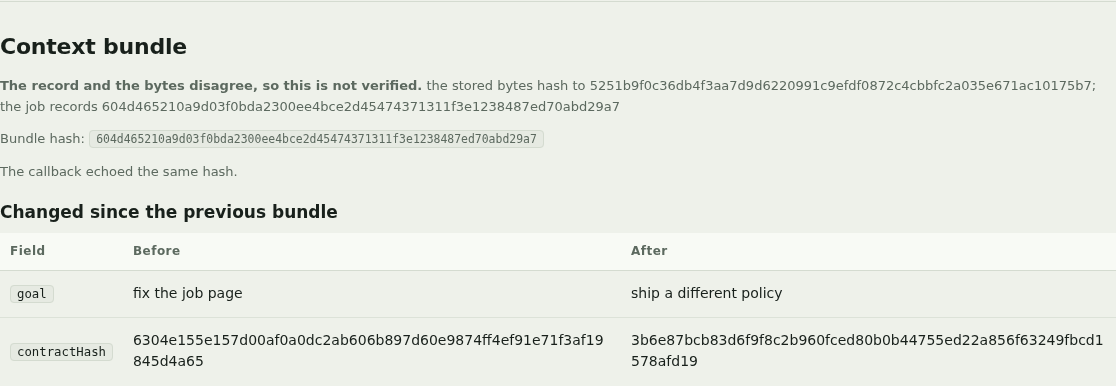 Context bundle
The record and the bytes disagree, so this is not verified. the stored bytes hash to 5251b9f0c36db4f3aa7d9d6220991c9efdf0872c4cbbfc2a035e671ac10175b7;
the job records 604d465210a9d03f0bda2300ee4bce2d45474371311f3e1238487ed70abd29a7
Bundle hash: 604d465210a9d03f0bda2300ee4bce2d45474371311f3e1238487ed70abd29a7
The callback echoed the same hash.
Changed since the previous bundle
Field Before After
goal fix the job page ship a different policy
contractHash 6304e155e157d00af0a0dc2ab606b897d60e9874ff4ef91e71f3af19 3b6e87bcb83d6f9f8c2b960fced80b0b44755ed22a856f63249fbcd1
845d4a65 578afd19